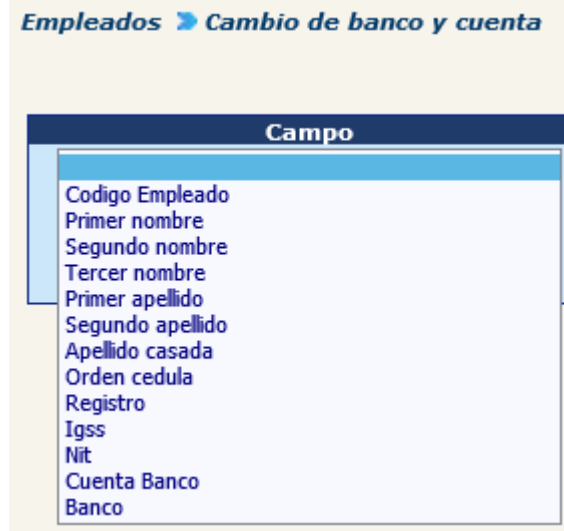 Empleados Cambio de banco y cuenta
Campo
Codigo Empleado
Primer nombre
Segundo nombre
Tercer nombre
Primer apellido
Segundo apellido
Apellido casada
Orden cedula
Registro
Igss
Nit
Cuenta Banco
Banco